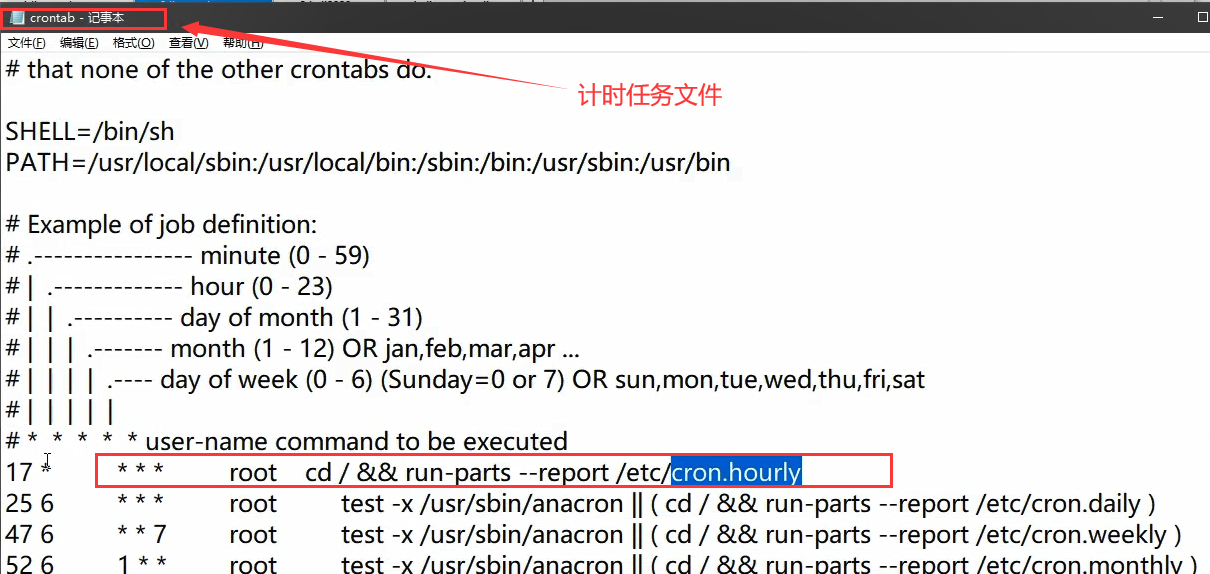 crontab - 记事本
文件(F) 编辑(E) 格式(O) 查看(V) 帮助(H)
# that none of the other crontabs do.
计时任务文件
SHELL=/bin/sh
PATH=/usr/local/sbin:/usr/local/bin:/sbin:/bin:/usr/sbin:/usr/bin
# Example of job definition:
# .---------------- minute (0 - 59)
# |  .------------- hour (0 - 23)
# |  |  .---------- day of month (1 - 31)
# |  |  |  .------- month (1 - 12) OR jan,feb,mar,apr ...
# |  |  |  |  .---- day of week (0 - 6) (Sunday=0 or 7) OR sun,mon,tue,wed,thu,fri,sat
# |  |  |  |  |
# *  *  *  *  * user-name command to be executed
17 * * * * root cd / && run-parts --report /etc/cron.hourly
25 6 * * * root test -x /usr/sbin/anacron || ( cd / && run-parts --report /etc/cron.daily )
47 6 * * 7 root test -x /usr/sbin/anacron || ( cd / && run-parts --report /etc/cron.weekly )
52 6 1 * * root test -x /usr/sbin/anacron || ( cd / && run-parts --report /etc/cron.monthly )